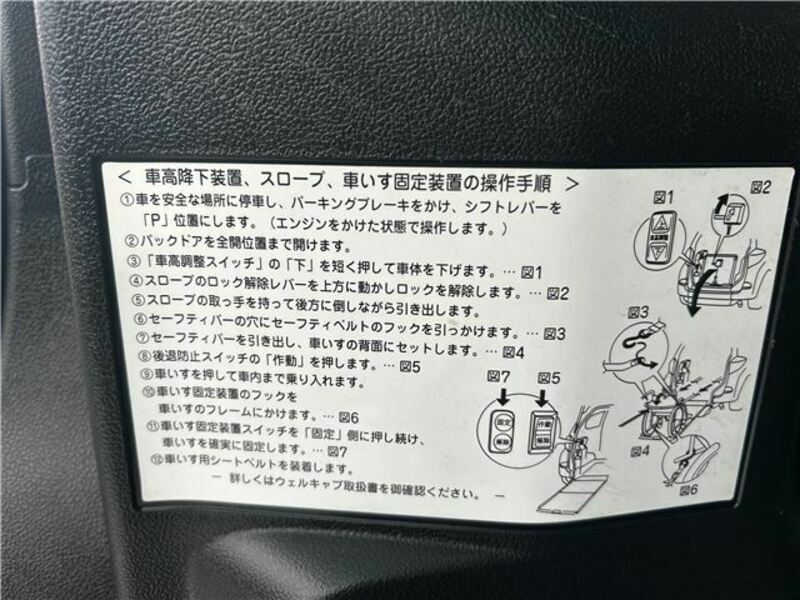 < 車高降下装置、スロープ、車いす固定装置の操作手順 >
①車を安全な場所に停車し、パーキングブレーキをかけ、シフトレバーを
「P」位置にします。（エンジンをかけた状態で操作します。）
②バックドアを全開位置まで開けます。
③「車高調整スイッチ」の「下」を短く押して車体を下げます。… 図1
④スロープのロック解除レバーを上方に動かしロックを解除します。… 図2
⑤スロープの取っ手を持って後方に倒しながら引き出します。
⑥セーフティバーの穴にセーフティベルトのフックを引っかけます。… 図3
⑦セーフティバーを引き出し、車いすの背面にセットします。… 図4
⑧後退防止スイッチの「作動」を押します。… 図5
⑨車いすを押して車内まで乗り入れます。
⑩車いす固定装置のフックを
車いすのフレームにかけます。… 図6
⑪車いす固定装置スイッチを「固定」側に押し続け、
車いすを確実に固定します。… 図7
⑫車いす用シートベルトを装着します。
― 詳しくはウェルキャブ取扱書を御確認ください。 ―
図1
図2
図3
図7
図5
固定
解除
作動
解除
図4
図6